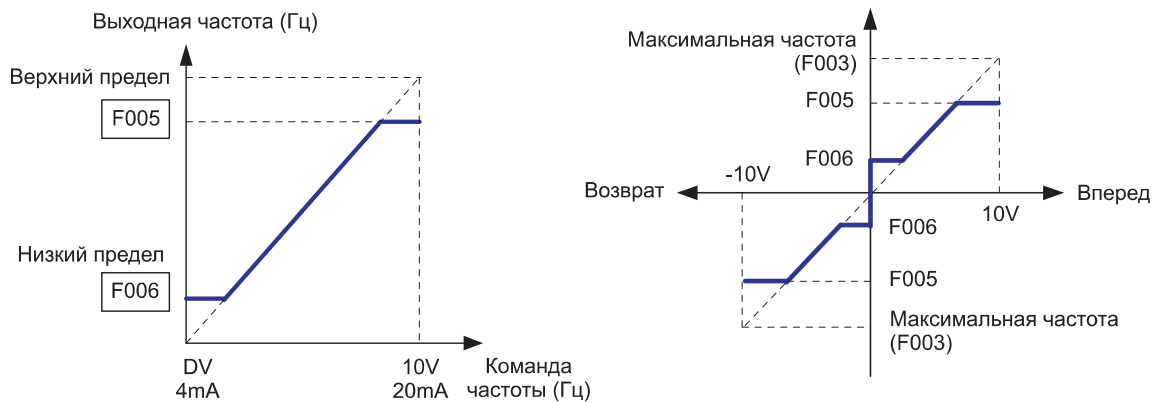 Выходная частота (Гц)
Верхний предел
F005
Низкий предел
F006
DV
4mA
10V
20mA
Команда
частоты (Гц)
Максимальная частота
(F003)
F005
F006
-10V
Возврат
Вперед
10V
F006
F005
Максимальная частота
(F003)